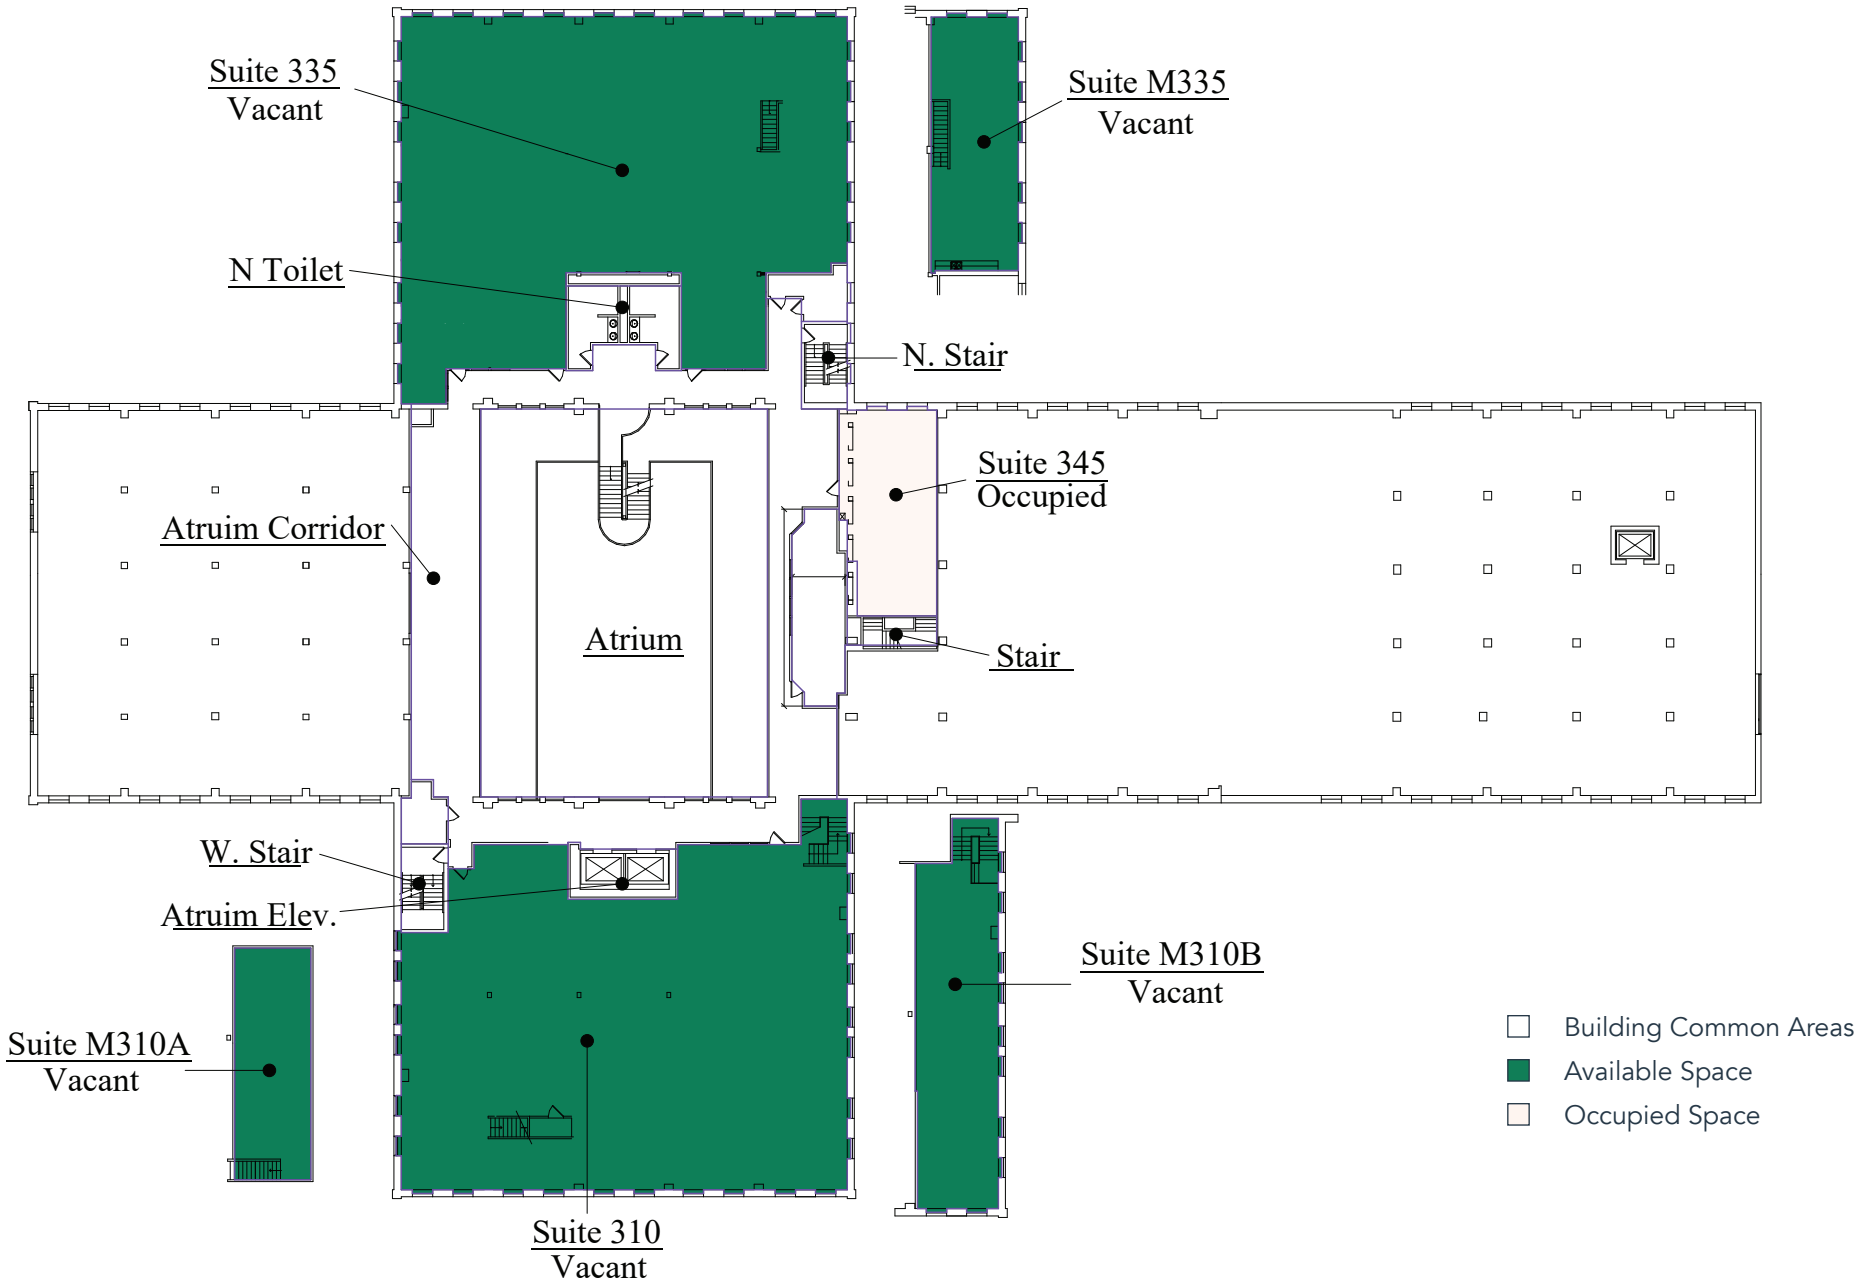 Suite 335
Vacant
Suite M335
Vacant
N Toilet
N. Stair
Suite 345
Occupied
Atruim Corridor
Atrium
Stair
W. Stair
Atruim Elev.
Suite M310B
Vacant
Suite M310A
Vacant
Building Common Areas
Available Space
Occupied Space
Suite 310
Vacant